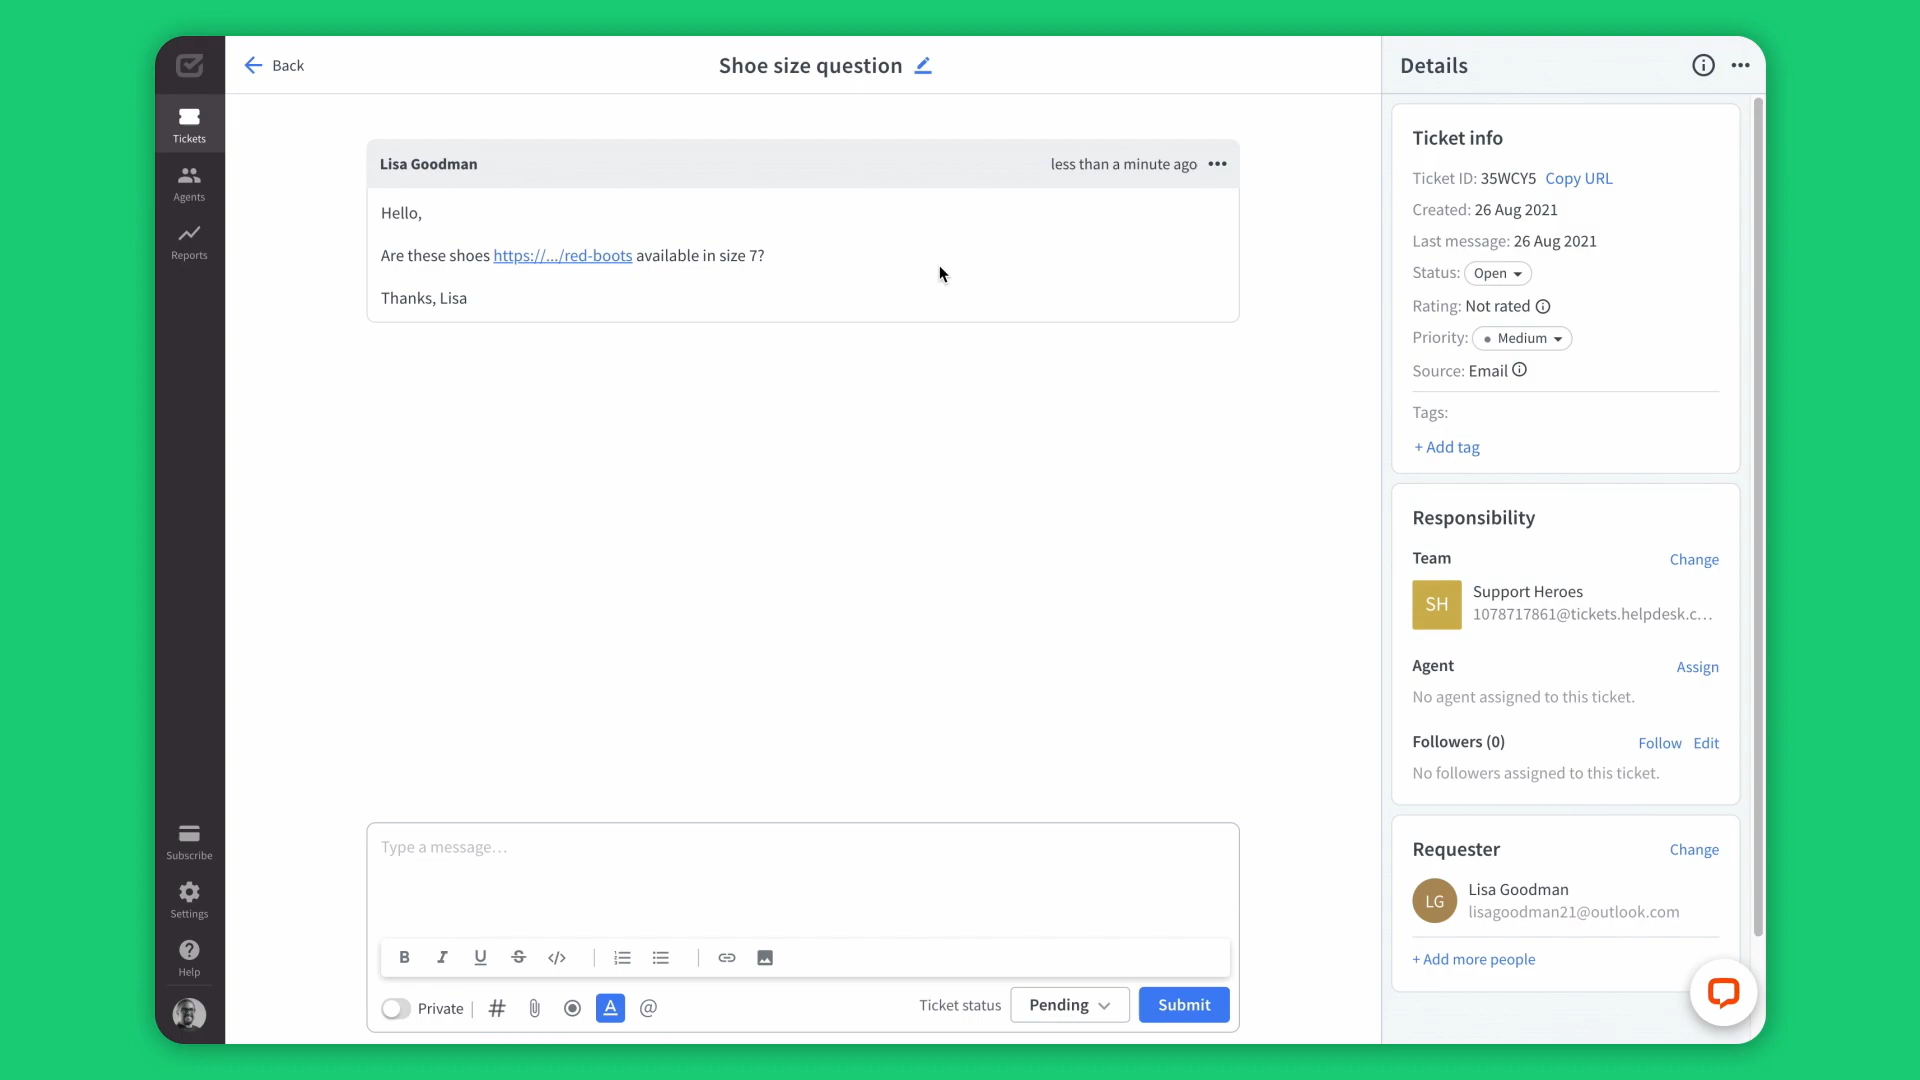 Back
Shoe size question
Details
Tickets
Agents
Reports
Subscribe
Settings
Help
Lisa Goodman
less than a minute ago
Hello,
Are these shoes https://.../red-boots available in size 7?
Thanks, Lisa
Type a message...
B I U S </>
Private
# A @
Ticket status
Pending
Submit
Ticket info
Ticket ID: 35WCY5 Copy URL
Created: 26 Aug 2021
Last message: 26 Aug 2021
Status: Open
Rating: Not rated
Priority: Medium
Source: Email
Tags:
+ Add tag
Responsibility
Team Change
SH
Support Heroes
1078717861@tickets.helpdesk.c...
Agent Assign
No agent assigned to this ticket.
Followers (0) Follow Edit
No followers assigned to this ticket.
Requester Change
LG
Lisa Goodman
lisagoodman21@outlook.com
+ Add more people